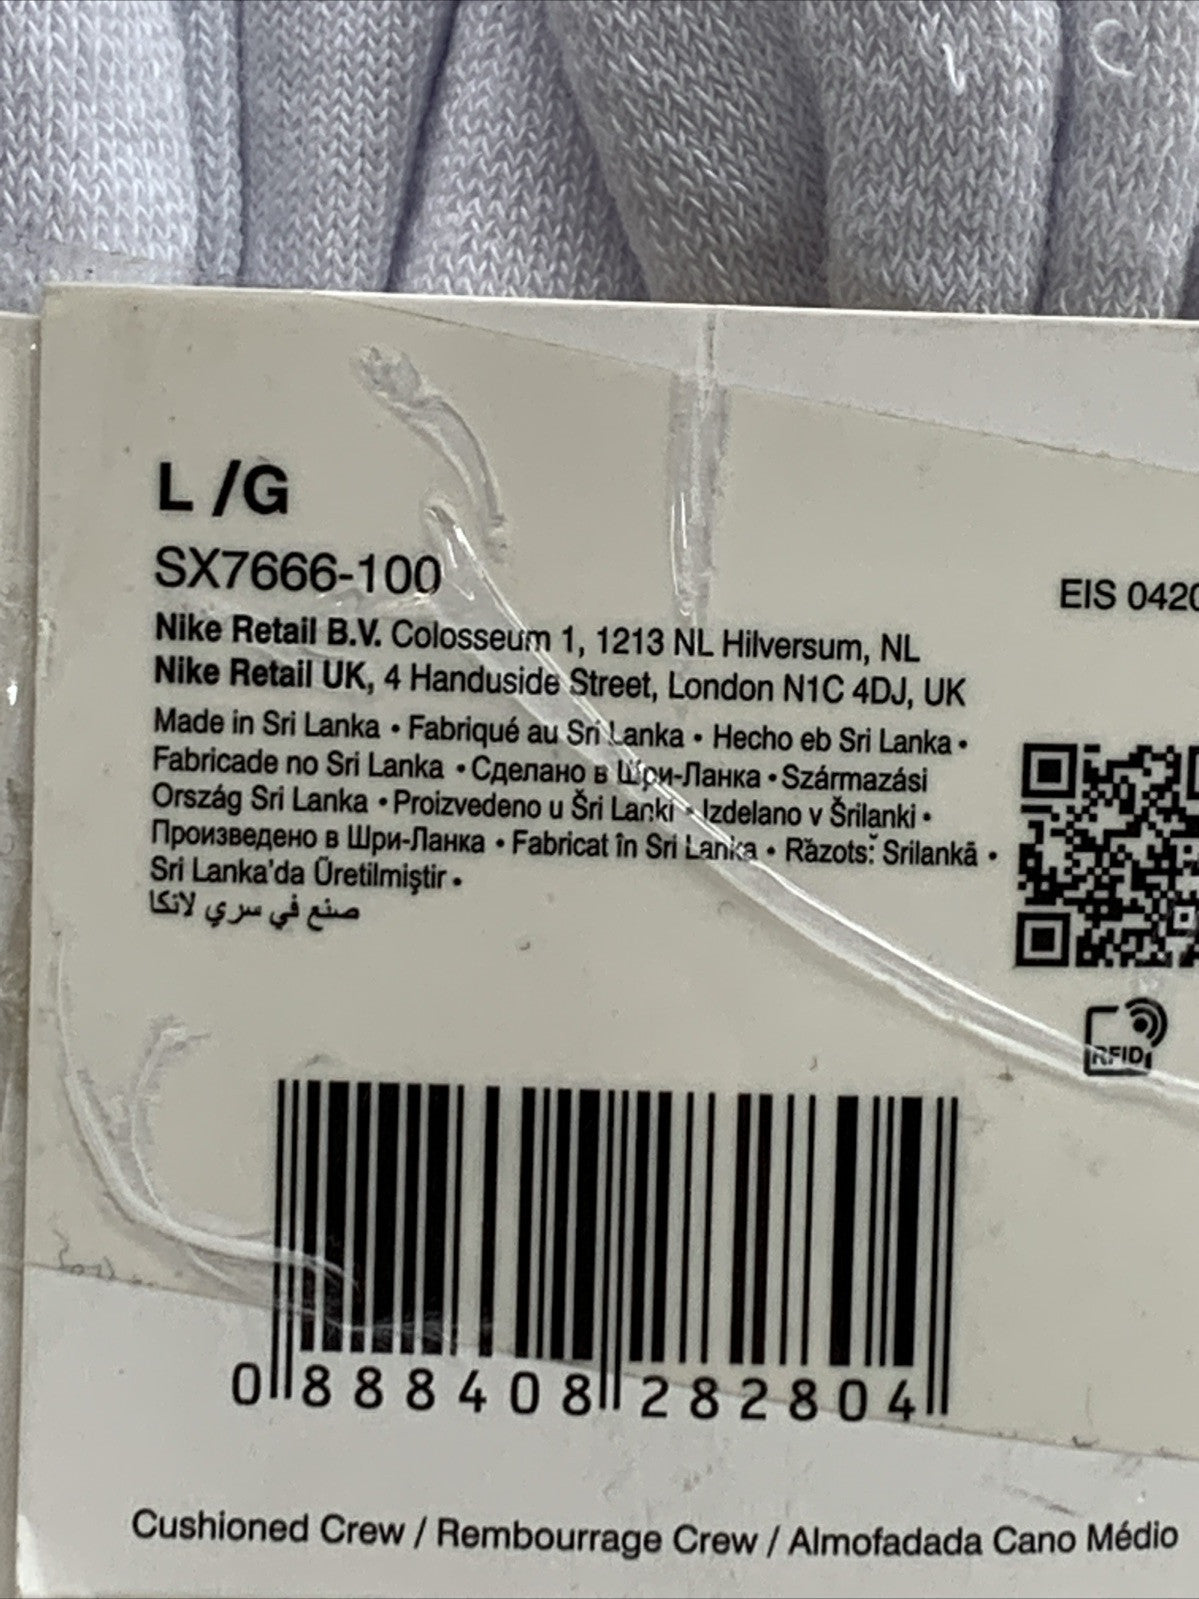 L /G
SX7666-100
EIS 0420
Nike Retail B.V. Colosseum 1, 1213 NL Hilversum, NL
Nike Retail UK, 4 Handuside Street, London N1C 4DJ, UK
Made in Sri Lanka • Fabriqué au Sri Lanka • Hecho eb Sri Lanka •
Fabricade no Sri Lanka • Сделано в Шри-Ланка • Származási
Ország Sri Lanka • Proizvedeno u Šri Lanki • Izdelano v Šrilanki •
Произведено в Шри-Ланка • Fabricat în Sri Lanka • Răzots: Srilankā •
Sri Lanka'da Üretilmiştir •
صنع في سري لانكا
RFID
0 888408 282804
Cushioned Crew / Rembourrage Crew / Almofadada Cano Médio